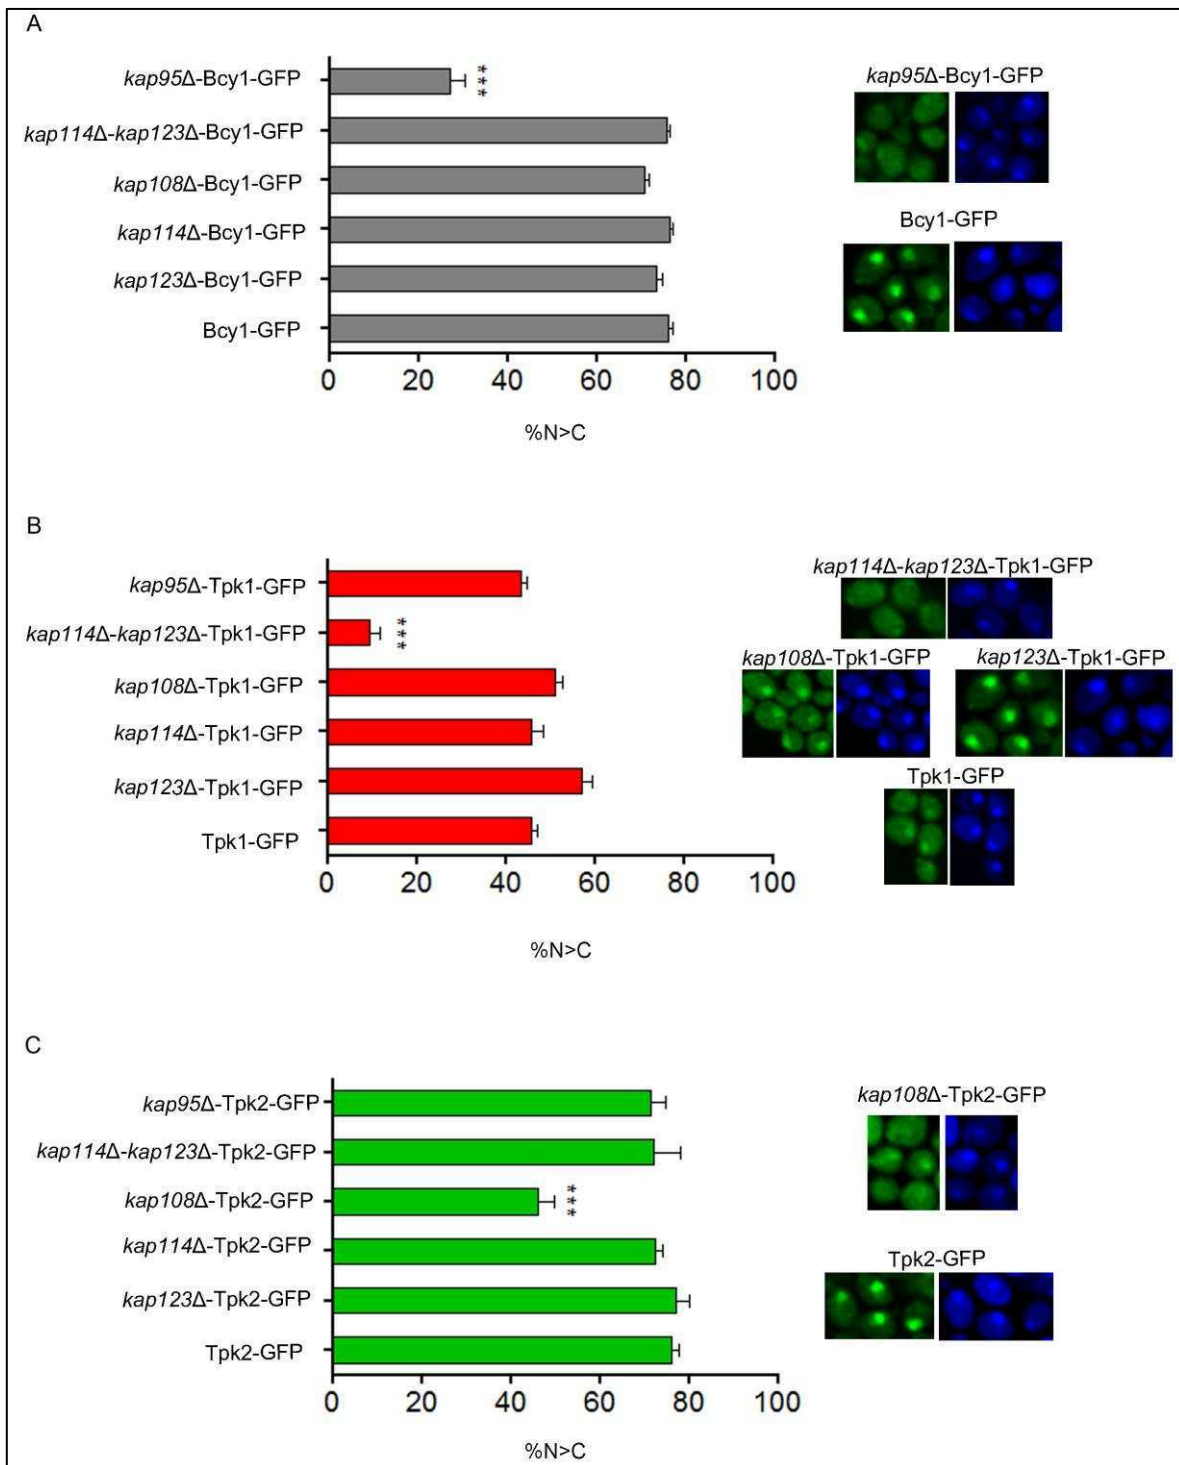 A
kap95Δ-Bcy1-GFP
***
kap114Δ-kap123Δ-Bcy1-GFP
kap108Δ-Bcy1-GFP
kap114Δ-Bcy1-GFP
kap123Δ-Bcy1-GFP
Bcy1-GFP
0 20 40 60 80 100
%N>C
kap95Δ-Bcy1-GFP
Bcy1-GFP
B
kap95Δ-Tpk1-GFP
kap114Δ-kap123Δ-Tpk1-GFP
***
kap108Δ-Tpk1-GFP
kap114Δ-Tpk1-GFP
kap123Δ-Tpk1-GFP
Tpk1-GFP
0 20 40 60 80 100
%N>C
kap114Δ-kap123Δ-Tpk1-GFP
kap108Δ-Tpk1-GFP kap123Δ-Tpk1-GFP
Tpk1-GFP
C
kap95Δ-Tpk2-GFP
kap114Δ-kap123Δ-Tpk2-GFP
kap108Δ-Tpk2-GFP
***
kap114Δ-Tpk2-GFP
kap123Δ-Tpk2-GFP
Tpk2-GFP
0 20 40 60 80 100
%N>C
kap108Δ-Tpk2-GFP
Tpk2-GFP